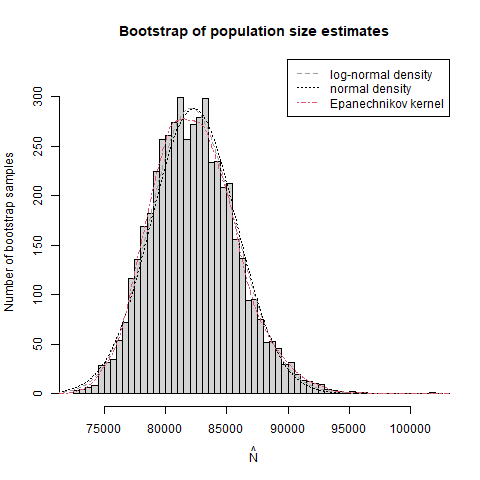 Bootstrap of population size estimates
log-normal density
normal density
Epanechnikov kernel
Number of bootstrap samples
300
250
200
150
100
50
0
75000 80000 85000 90000 95000 100000
^
N